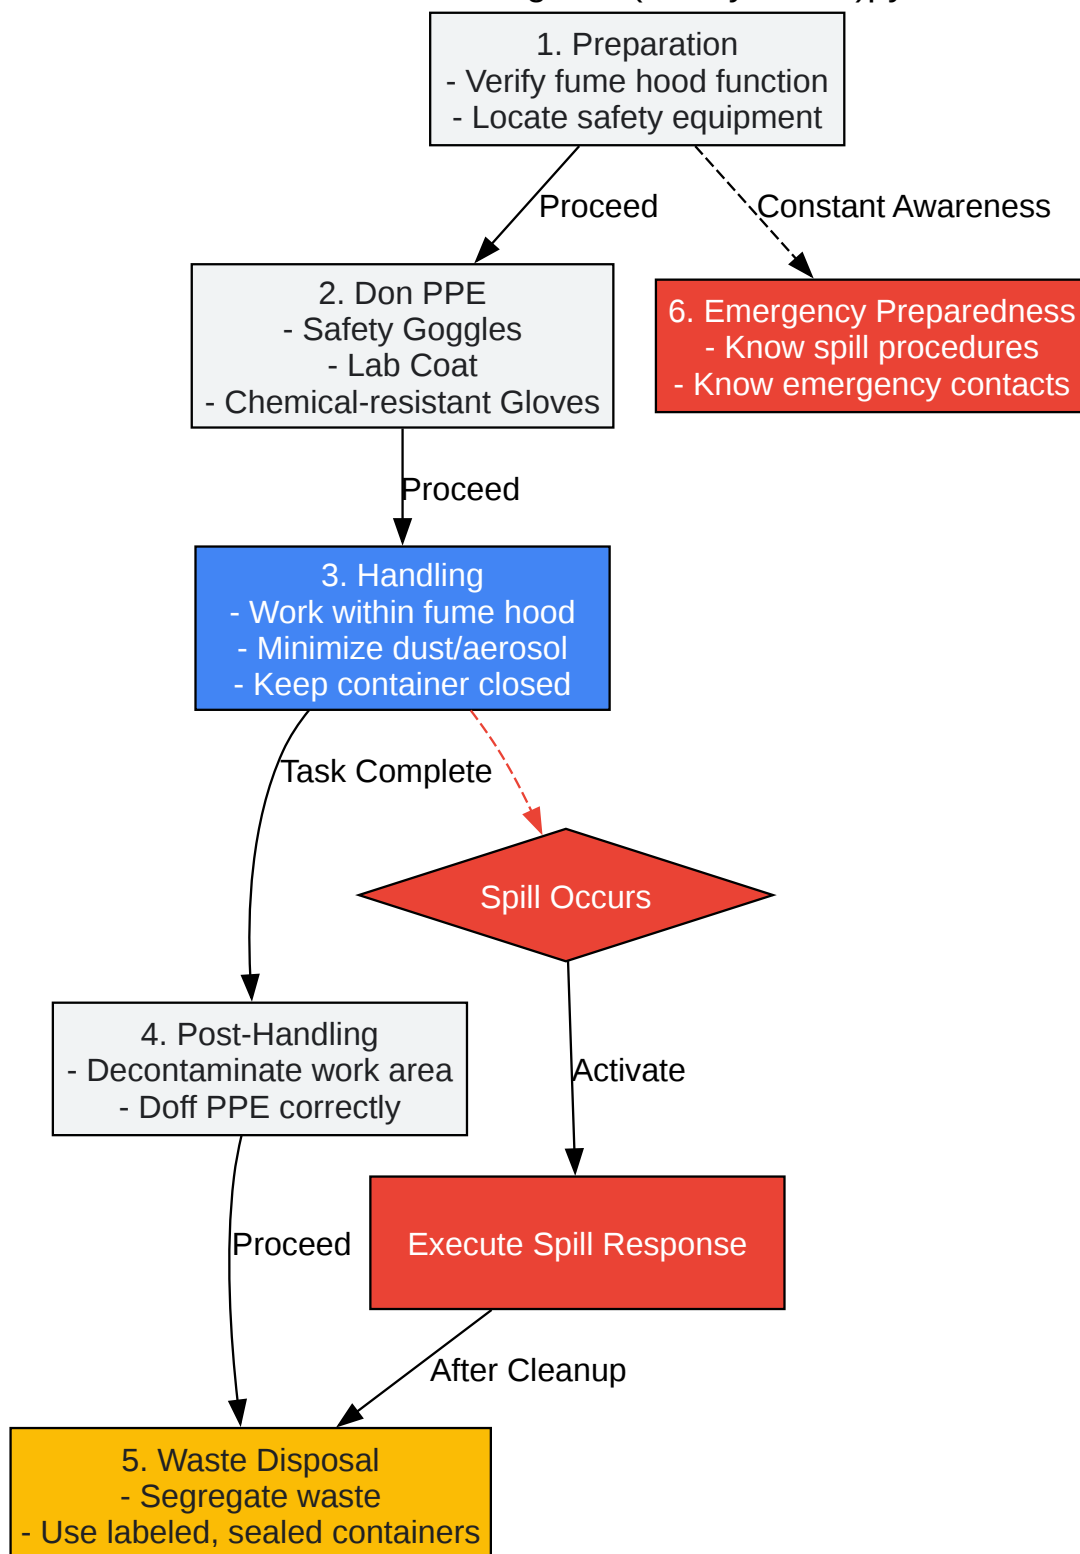 1. Preparation
- Verify fume hood function
- Locate safety equipment
Proceed
Constant Awareness
2. Don PPE
- Safety Goggles
- Lab Coat
- Chemical-resistant Gloves
6. Emergency Preparedness
- Know spill procedures
- Know emergency contacts
Proceed
3. Handling
- Work within fume hood
- Minimize dust/aerosol
- Keep container closed
Task Complete
Spill Occurs
4. Post-Handling
- Decontaminate work area
- Doff PPE correctly
Activate
Proceed
Execute Spill Response
After Cleanup
5. Waste Disposal
- Segregate waste
- Use labeled, sealed containers